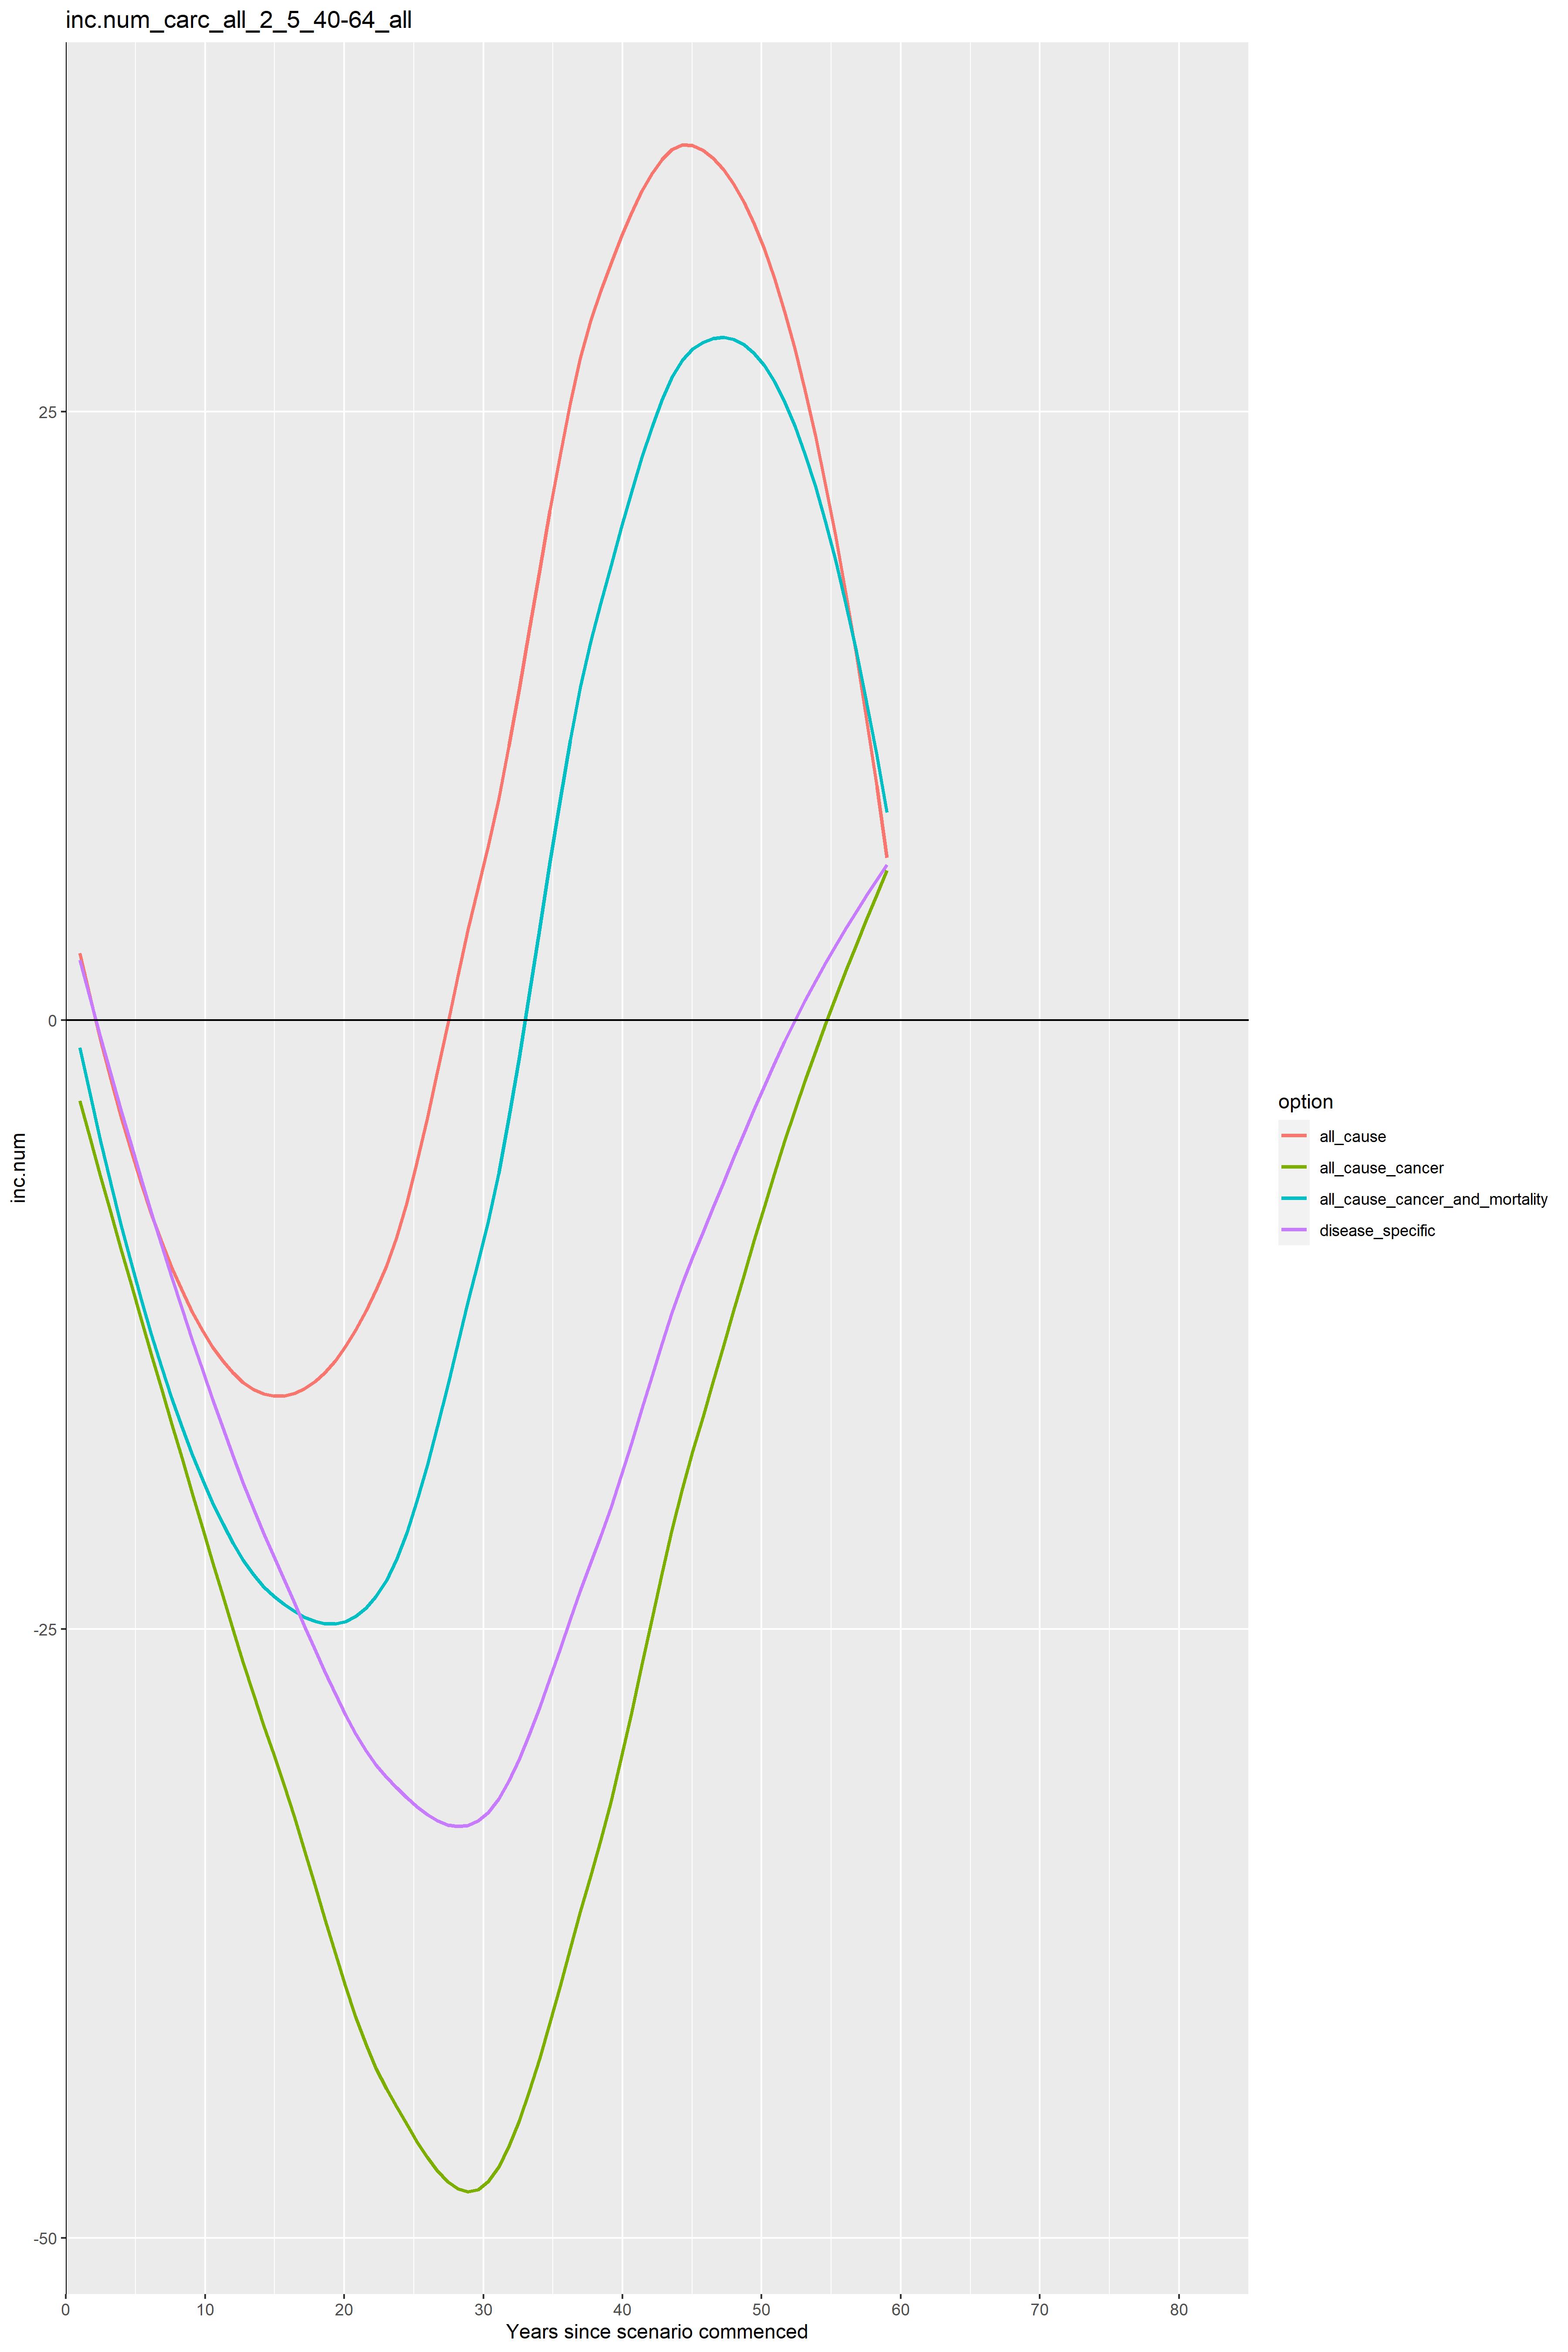 inc.num_carc_all_2_5_40-64_all
25
0
-25
-50
inc.num
0 10 20 30 40 50 60 70 80
Years since scenario commenced
option
all_cause
all_cause_cancer
all_cause_cancer_and_mortality
disease_specific